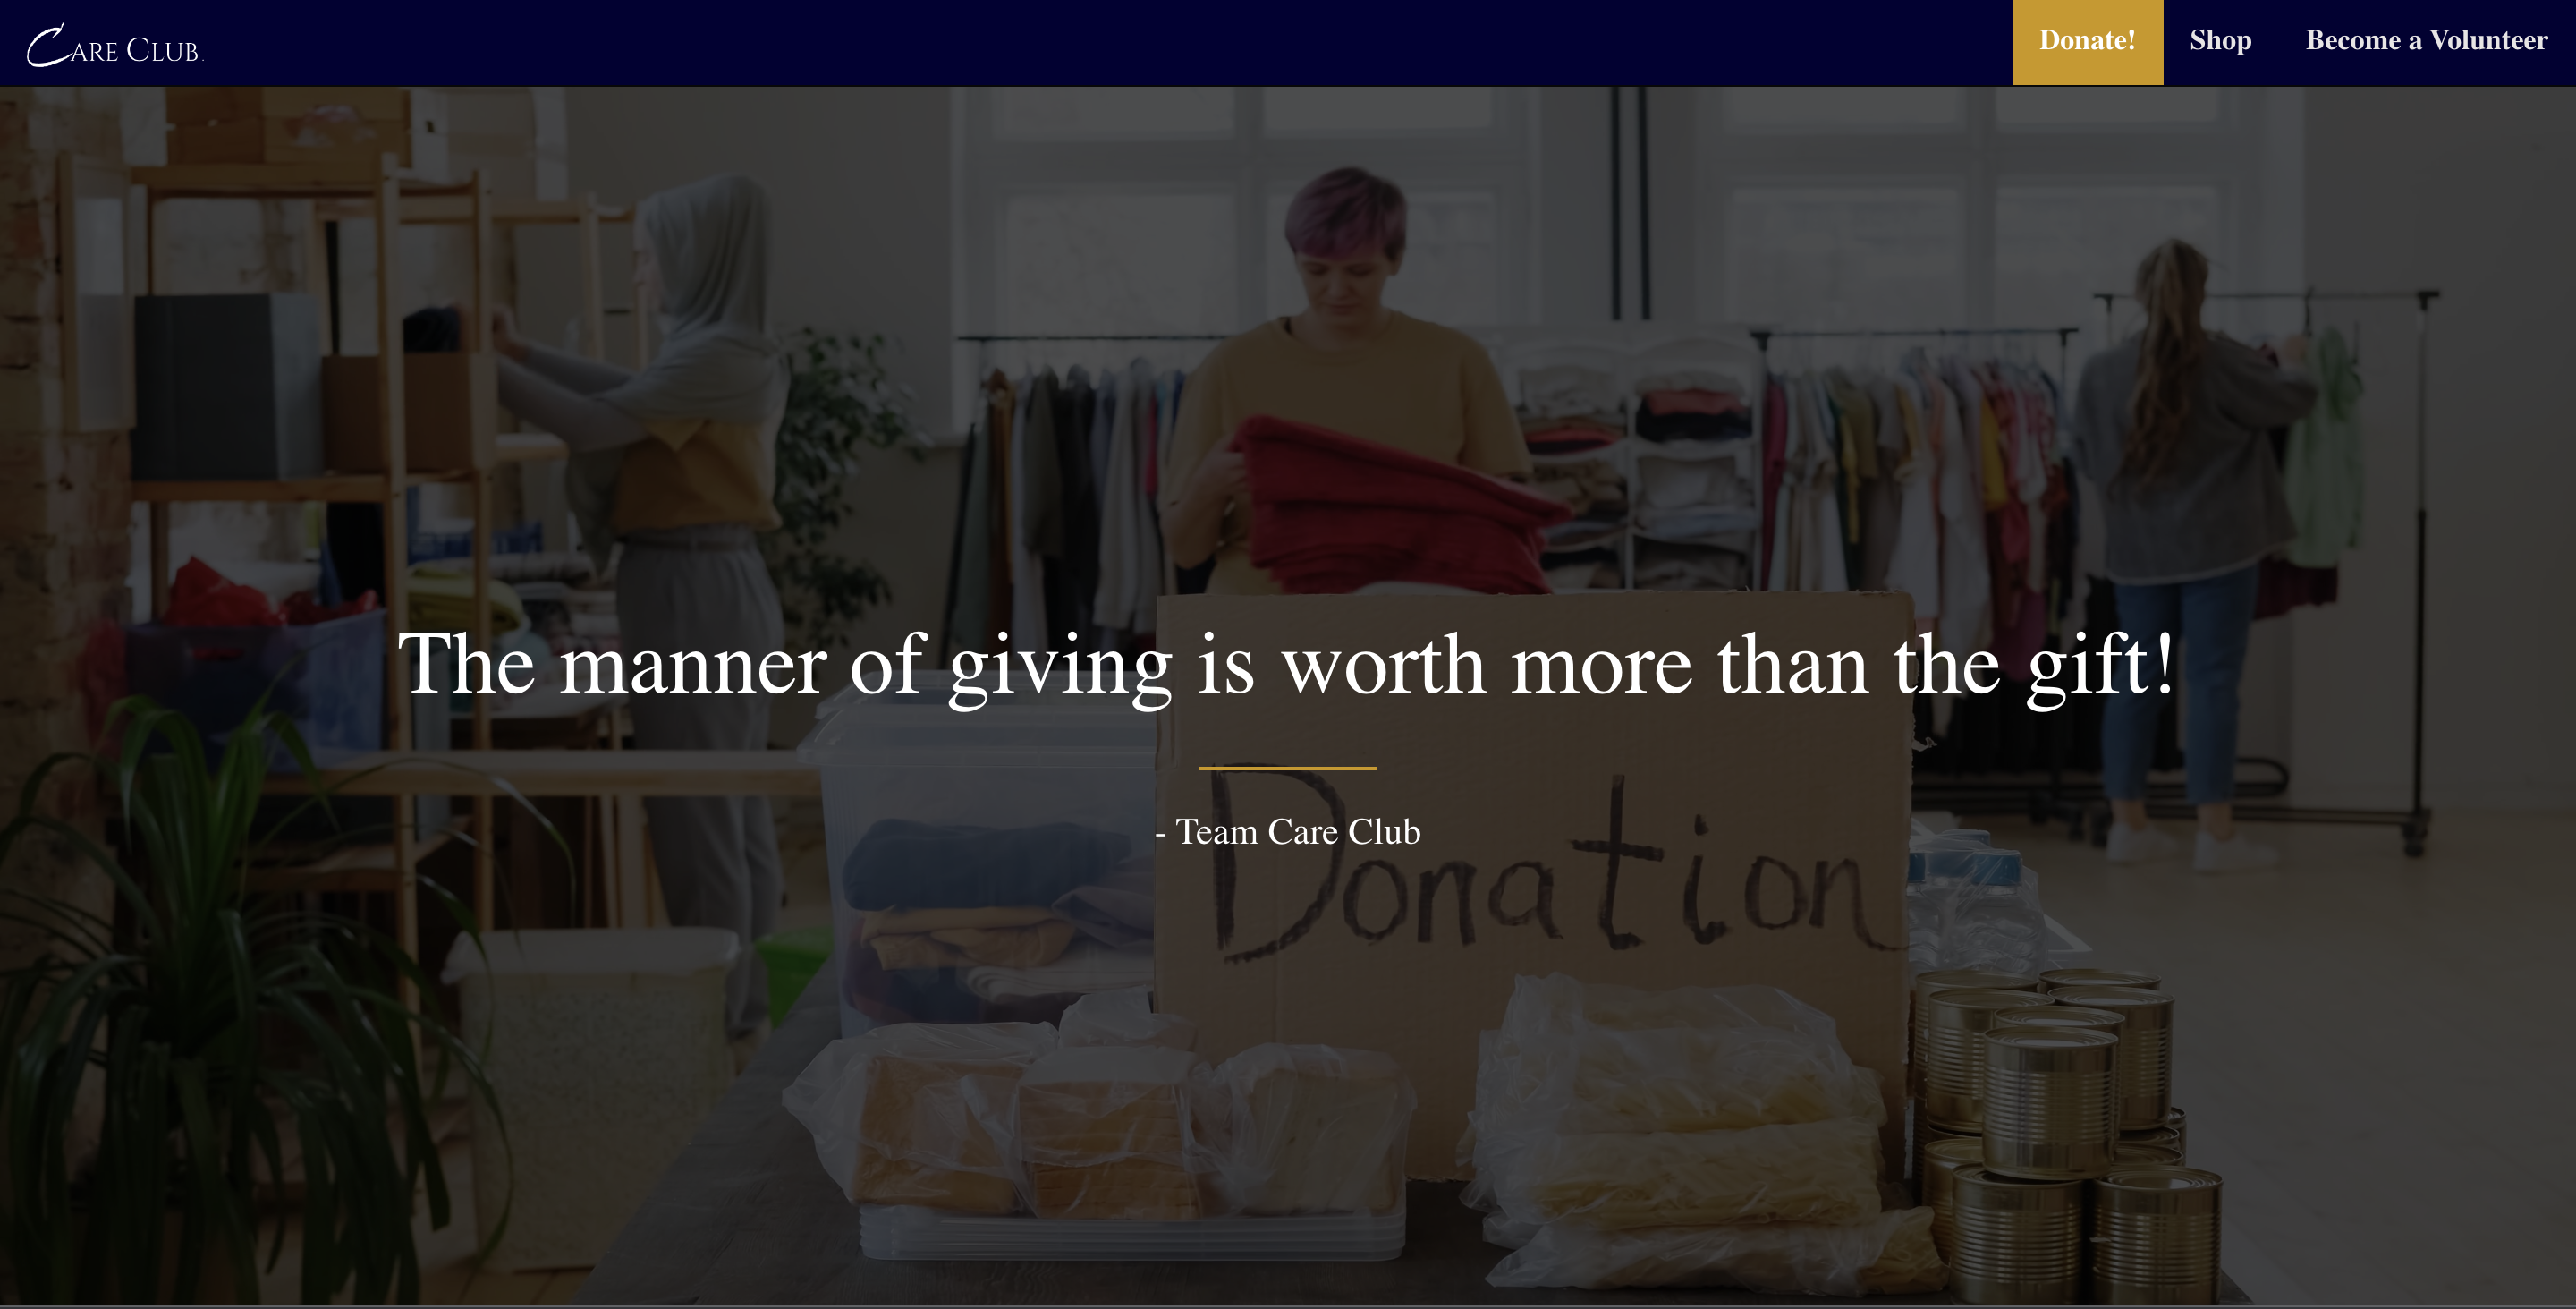 CARE CLUB.
Donate! Shop Become a Volunteer
The manner of giving is worth more than the gift!
- Team Care Club
Donation